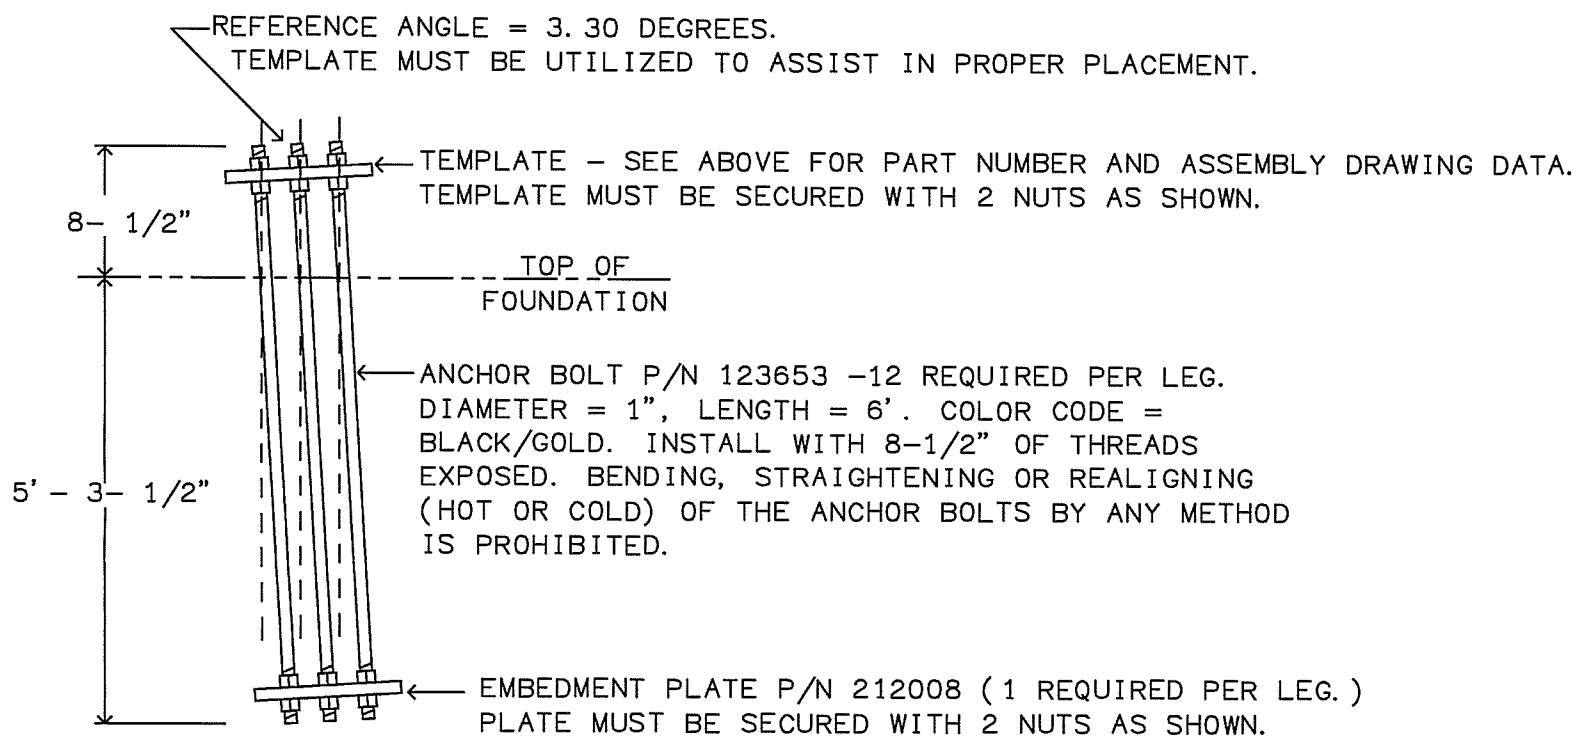 REFERENCE ANGLE = 3.30 DEGREES.
TEMPLATE MUST BE UTILIZED TO ASSIST IN PROPER PLACEMENT.
TEMPLATE - SEE ABOVE FOR PART NUMBER AND ASSEMBLY DRAWING DATA.
TEMPLATE MUST BE SECURED WITH 2 NUTS AS SHOWN.
8- 1/2"
TOP OF
FOUNDATION
ANCHOR BOLT P/N 123653 -12 REQUIRED PER LEG.
DIAMETER = 1", LENGTH = 6'. COLOR CODE =
BLACK/GOLD. INSTALL WITH 8-1/2" OF THREADS
EXPOSED. BENDING, STRAIGHTENING OR REALIGNING
(HOT OR COLD) OF THE ANCHOR BOLTS BY ANY METHOD
IS PROHIBITED.
5' - 3- 1/2"
EMBEDMENT PLATE P/N 212008 (1 REQUIRED PER LEG.)
PLATE MUST BE SECURED WITH 2 NUTS AS SHOWN.